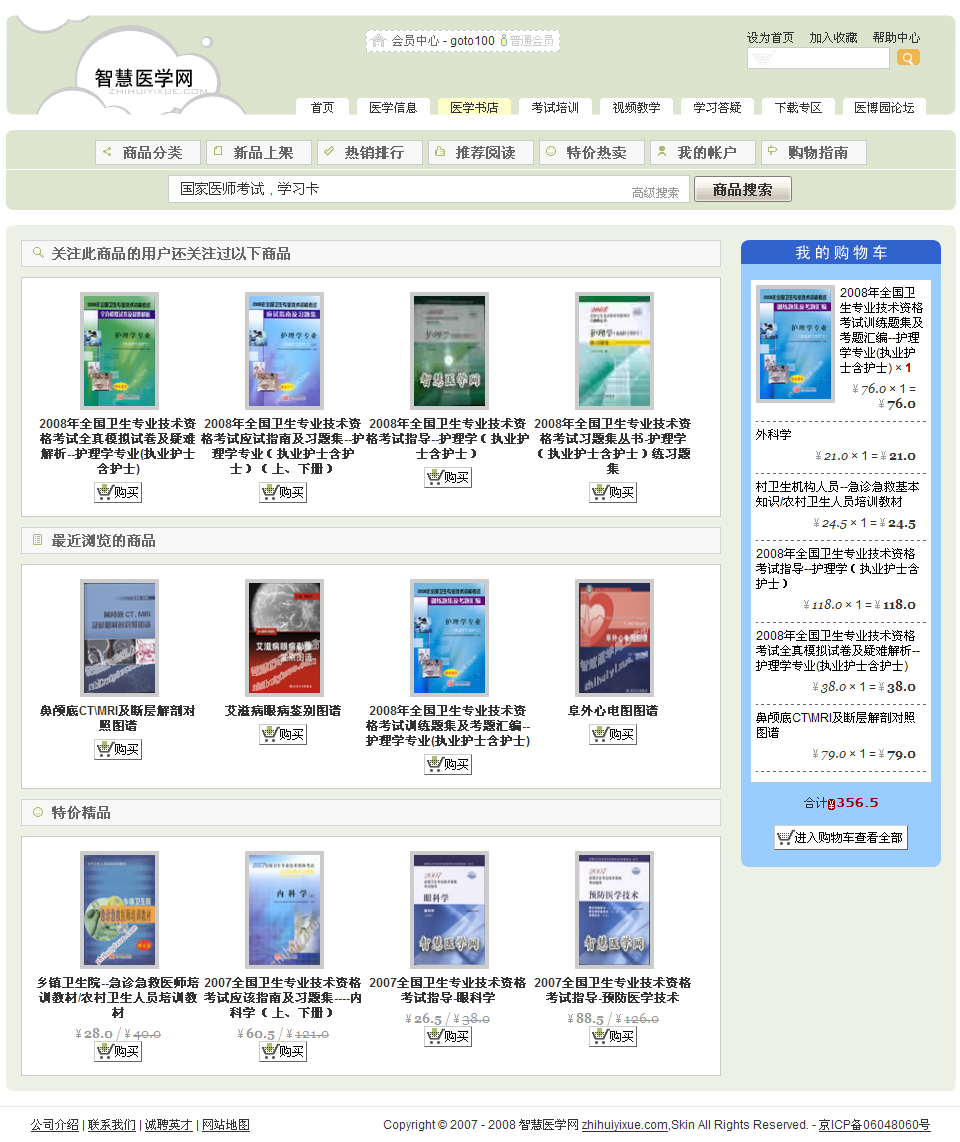 智慧医学网
ZHIHUIYIXUE.COM
会员中心 - goto100 普通会员
设为首页 加入收藏 帮助中心
首页 医学信息 医学书店 考试培训 视频教学 学习答疑 下载专区 医博园论坛
商品分类 新品上架 热销排行 推荐阅读 特价热卖 我的帐户 购物指南
国家医师考试 , 学习卡 高级搜索 商品搜索
关注此商品的用户还关注过以下商品
2008年全国卫生专业技术资
格考试全真模拟试卷及疑难
解析--护理学专业(执业护士
含护士)
购买
2008年全国卫生专业技术资
格考试应试指南及习题集--护
理学专业（执业护士含护
士）（上、下册）
购买
2008年全国卫生专业技术资
格考试指导--护理学（执业护
士含护士）
购买
2008年全国卫生专业技术资
格考试习题集丛书-护理学
（执业护士含护士）练习题
集
购买
最近浏览的商品
鼻颅底CT\MRI及断层解剖对
照图谱
购买
艾滋病眼病鉴别图谱
购买
2008年全国卫生专业技术资
格考试训练题集及考题汇编--
护理学专业(执业护士含护士)
购买
阜外心电图图谱
购买
特价精品
乡镇卫生院--急诊急救医师培
训教材/农村卫生人员培训教
材
¥ 28.0 / ¥ 40.0
购买
2007全国卫生专业技术资格
考试应该指南及习题集----内
科学（上、下册）
¥ 60.5 / ¥ 121.0
购买
2007全国卫生专业技术资格
考试指导-眼科学
¥ 26.5 / ¥ 38.0
购买
2007全国卫生专业技术资格
考试指导-预防医学技术
¥ 88.5 / ¥ 126.0
购买
我的购物车
2008年全国卫
生专业技术资格
考试训练题集及
考题汇编--护理
学专业(执业护
士含护士) × 1
¥ 76.0 × 1 =
¥ 76.0
外科学
¥ 21.0 × 1 = ¥ 21.0
村卫生机构人员--急诊急救基本
知识/农村卫生人员培训教材
¥ 24.5 × 1 = ¥ 24.5
2008年全国卫生专业技术资格
考试指导--护理学（执业护士含
护士）
¥ 118.0 × 1 = ¥ 118.0
2008年全国卫生专业技术资格
考试全真模拟试卷及疑难解析--
护理学专业(执业护士含护士)
¥ 38.0 × 1 = ¥ 38.0
鼻颅底CT\MRI及断层解剖对照
图谱
¥ 79.0 × 1 = ¥ 79.0
合计¥356.5
进入购物车查看全部
公司介绍 | 联系我们 | 诚聘英才 | 网站地图
Copyright © 2007 - 2008 智慧医学网 zhihuiyixue.com,Skin All Rights Reserved. - 京ICP备06048060号